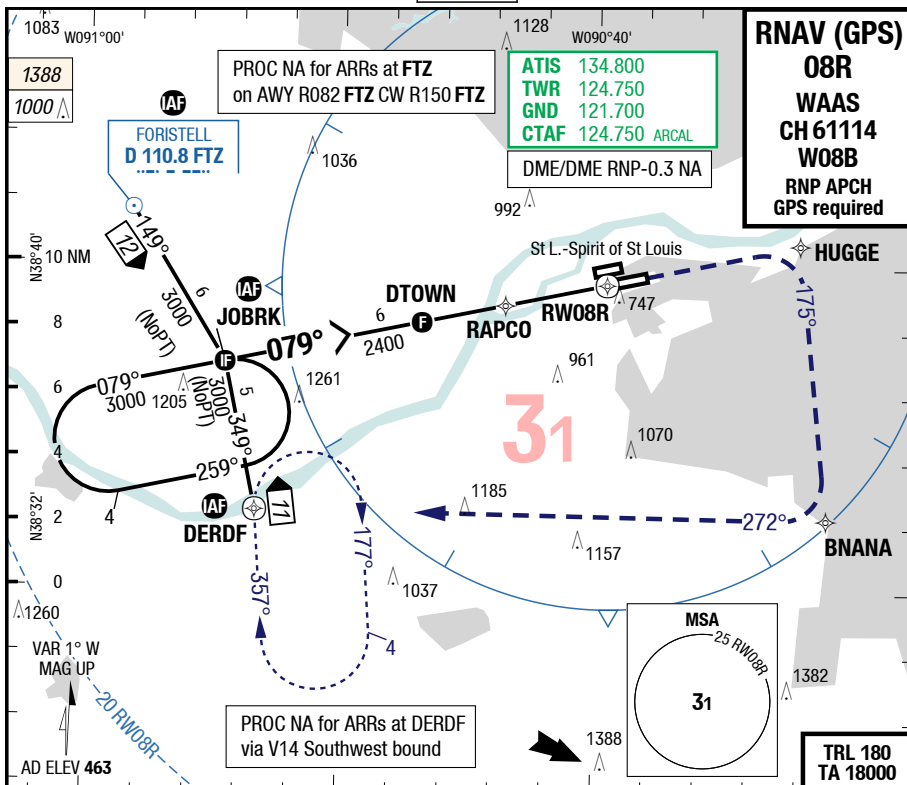 1083
W091°00'
1128
W090°40'
RNAV (GPS)
08R
WAAS
CH 61114
W08B
RNP APCH
GPS required
1388
1000
PROC NA for ARRs at FTZ
on AWY R082 FTZ CW R150 FTZ
ATIS 134.800
TWR 124.750
GND 121.700
CTAF 124.750 ARCAL
DME/DME RNP-0.3 NA
IAF
FORISTELL
D 110.8 FTZ
1036
992
149°
12
6
3000
(NoPT)
N38°40'
10 NM
8
6
4
2
0
N38°32'
IAF
JOBRK
IF
079°
6
2400
DTOWN
F
RAPCO
St L.-Spirit of St Louis
RW08R
747
HUGGE
175°
079°
3000
1205
(NoPT)
3000
5
349°
1261
961
31
1070
259°
4
IAF
DERDF
11
1185
272°
1157
BNANA
177°
357°
1037
4
1260
VAR 1° W
MAG UP
20 RW08R
AD ELEV 463
PROC NA for ARRs at DERDF
via V14 Southwest bound
1388
MSA
25 RW08R
31
1382
TRL 180
TA 18000